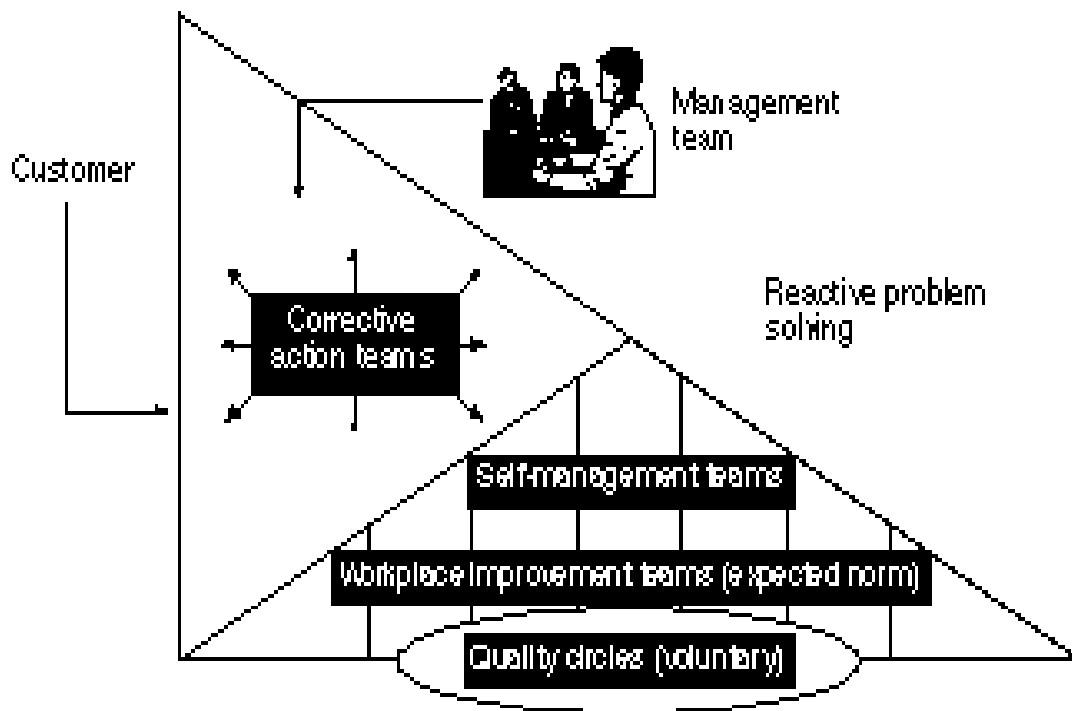 Management
team
Customer
Reactive problem
solving
Corrective
action teams
Self-management teams
Workplace improvement teams (expected norm)
Quality circles (voluntary)